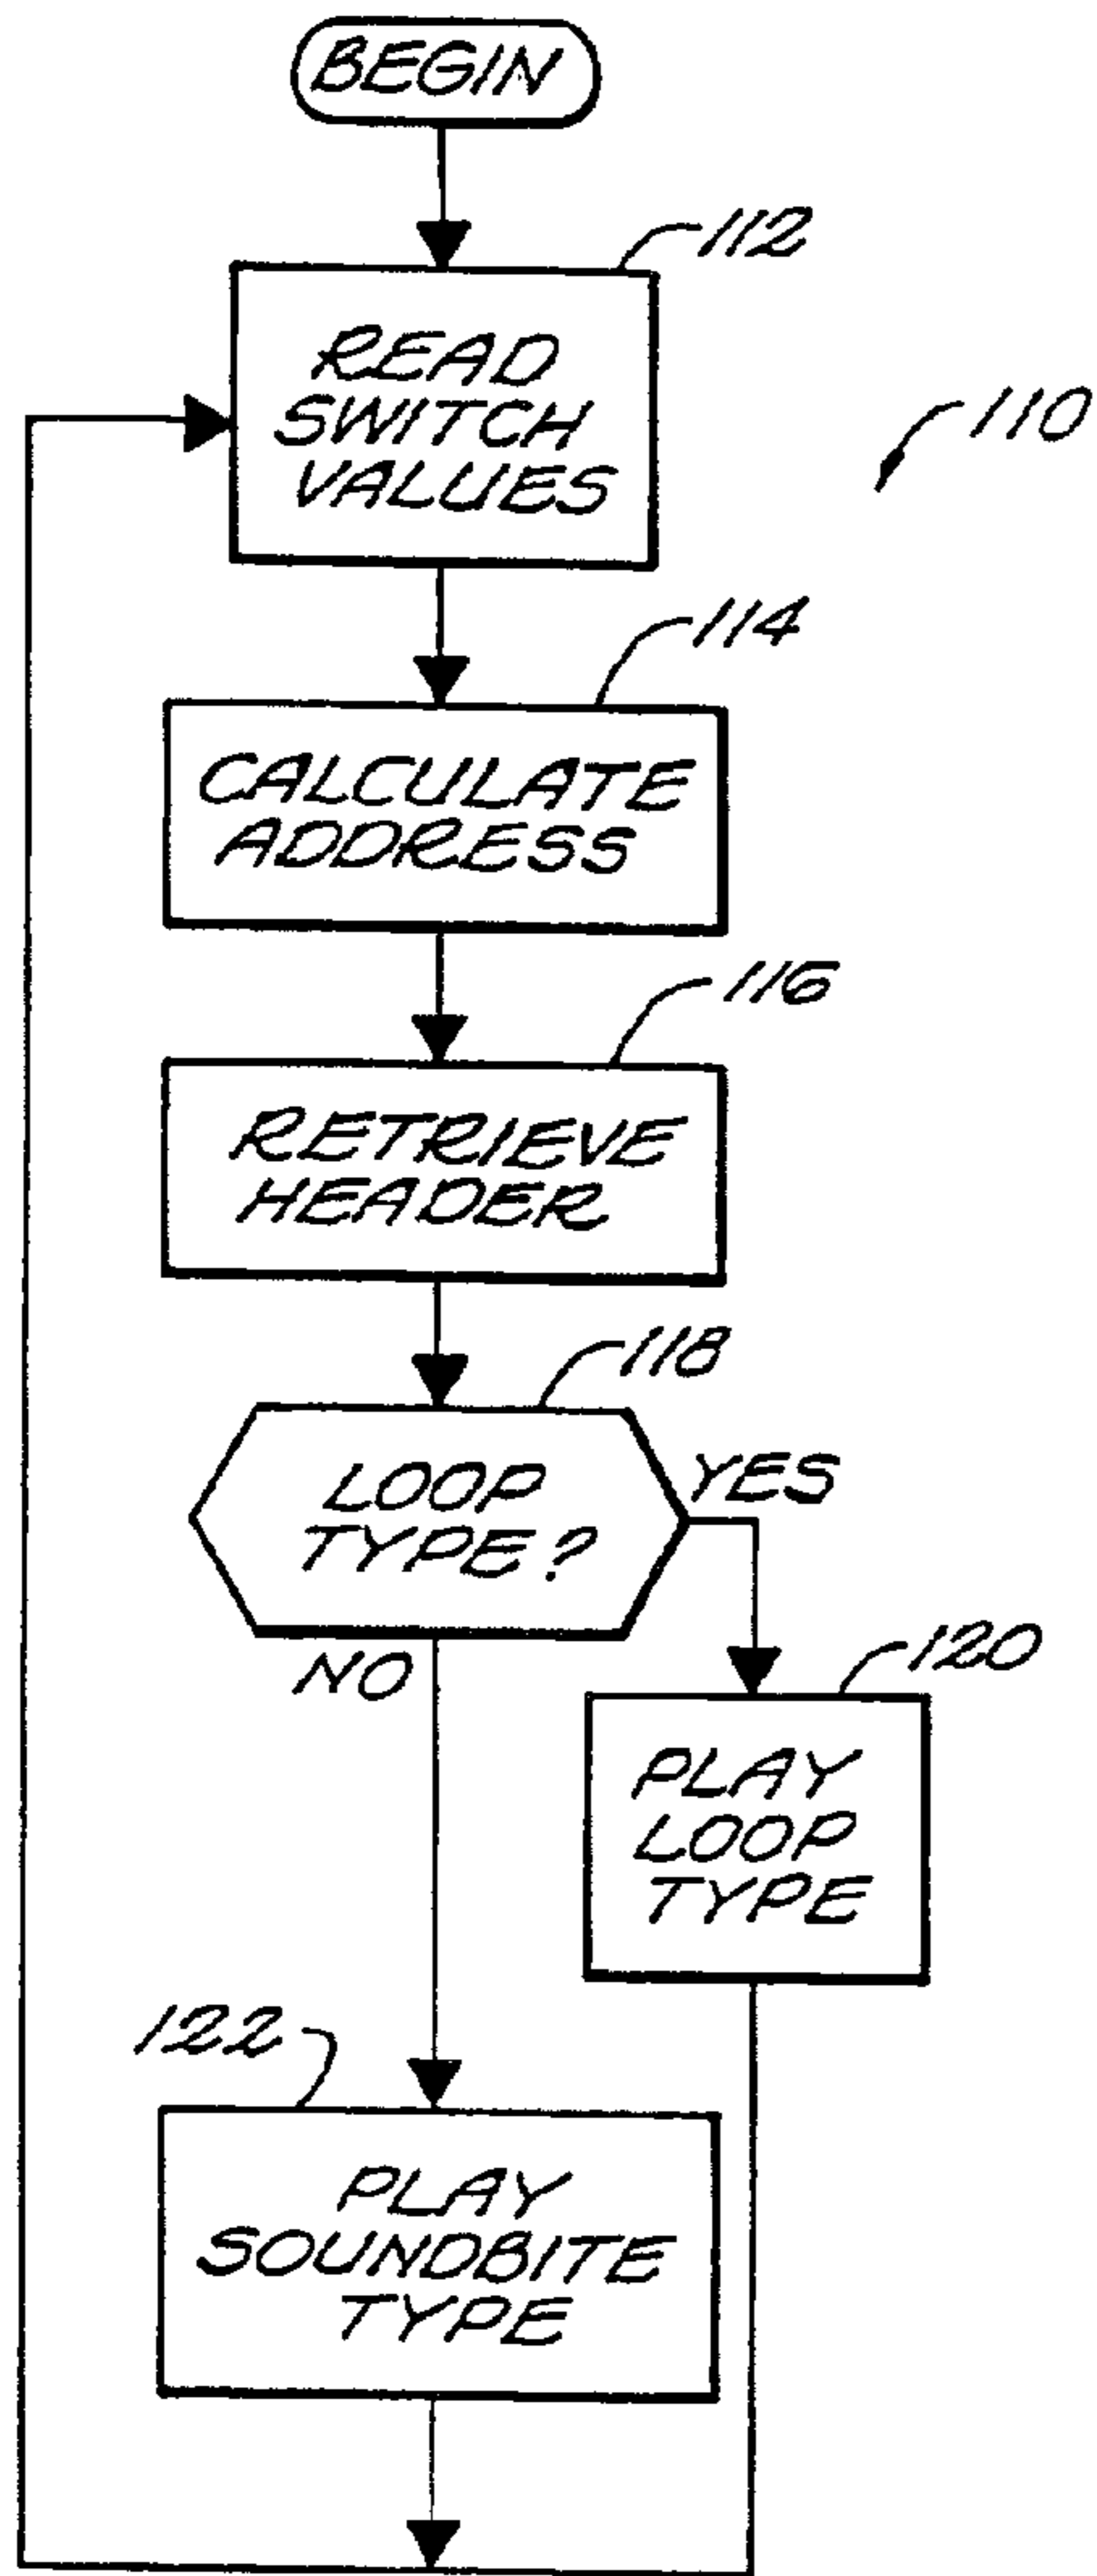 BEGIN
112
READ
SWITCH
VALUES
110
114
CALCULATE
ADDRESS
116
RETRIEVE
HEADER
118
LOOP
TYPE?
YES
NO
120
PLAY
LOOP
TYPE
122
PLAY
SOUNDBITE
TYPE